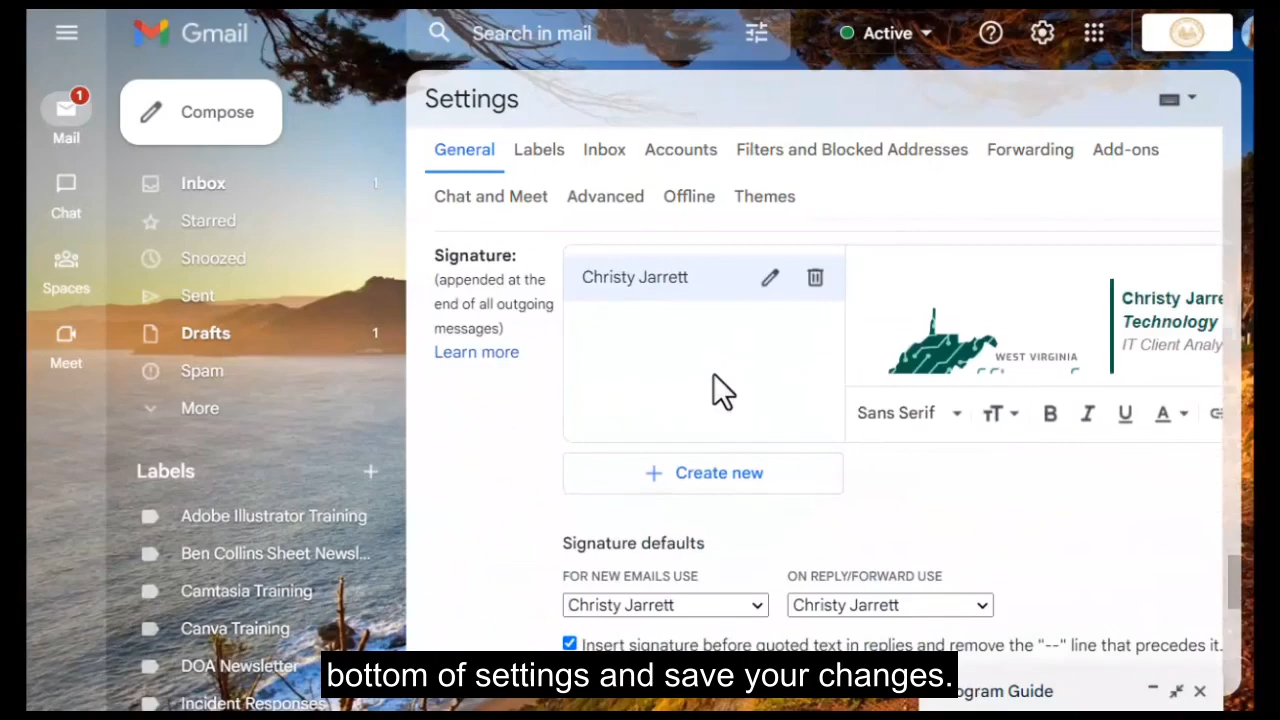 Gmail
Search in mail
Active
1
Mail
Chat
Spaces
Meet
Compose
Inbox 1
Starred
Snoozed
Sent
Drafts 1
Spam
More
Labels
Adobe Illustrator Training
Ben Collins Sheet Newsl...
Camtasia Training
Canva Training
DOA Newsletter
Incident Responses
Settings
General Labels Inbox Accounts Filters and Blocked Addresses Forwarding Add-ons
Chat and Meet Advanced Offline Themes
Signature:
(appended at the
end of all outgoing
messages)
Learn more
Christy Jarrett
WEST VIRGINIA
Christy Jarre
Technology
IT Client Analy
Sans Serif
B I U A
Create new
Signature defaults
FOR NEW EMAILS USE
Christy Jarrett
ON REPLY/FORWARD USE
Christy Jarrett
Insert signature before quoted text in replies and remove the "--" line that precedes it.
ogram Guide
bottom of settings and save your changes.